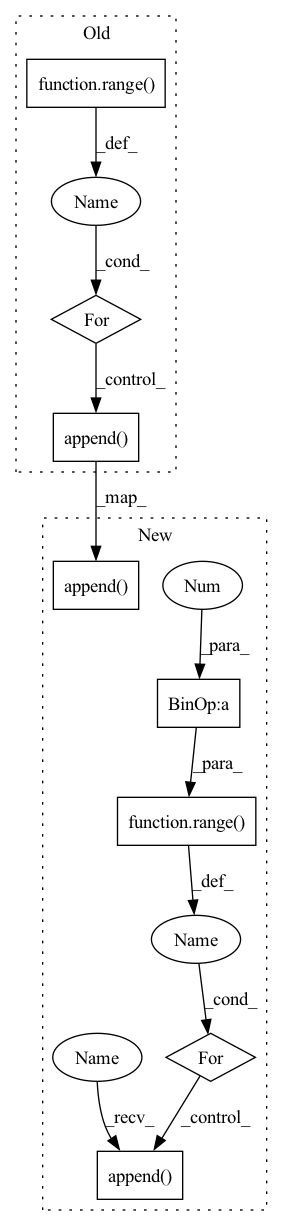 Old
function.range()
_def_
Name
_cond_
For
_control_
append()
_map_
New
append()
Num
_para_
BinOp:a
_para_
function.range()
_def_
Name
_cond_
Name
For
_recv_
_control_
append()